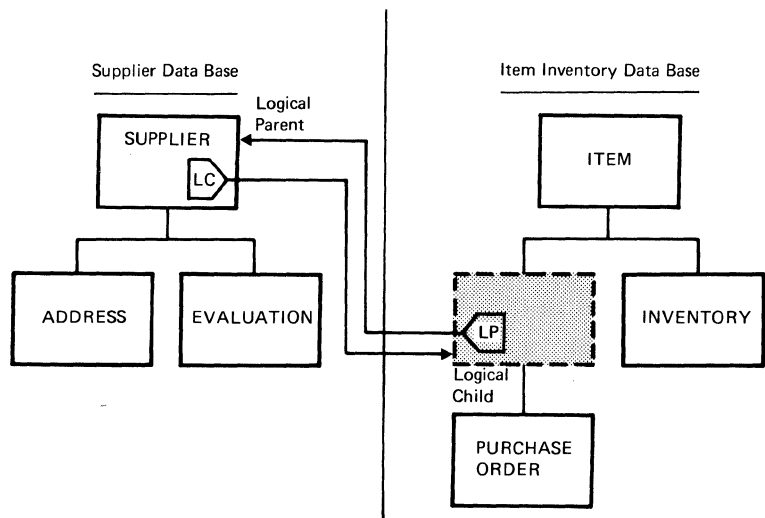 Supplier Data Base
Item Inventory Data Base
Logical
Parent
SUPPLIER
LC
ITEM
ADDRESS
EVALUATION
LP
INVENTORY
Logical
Child
PURCHASE
ORDER